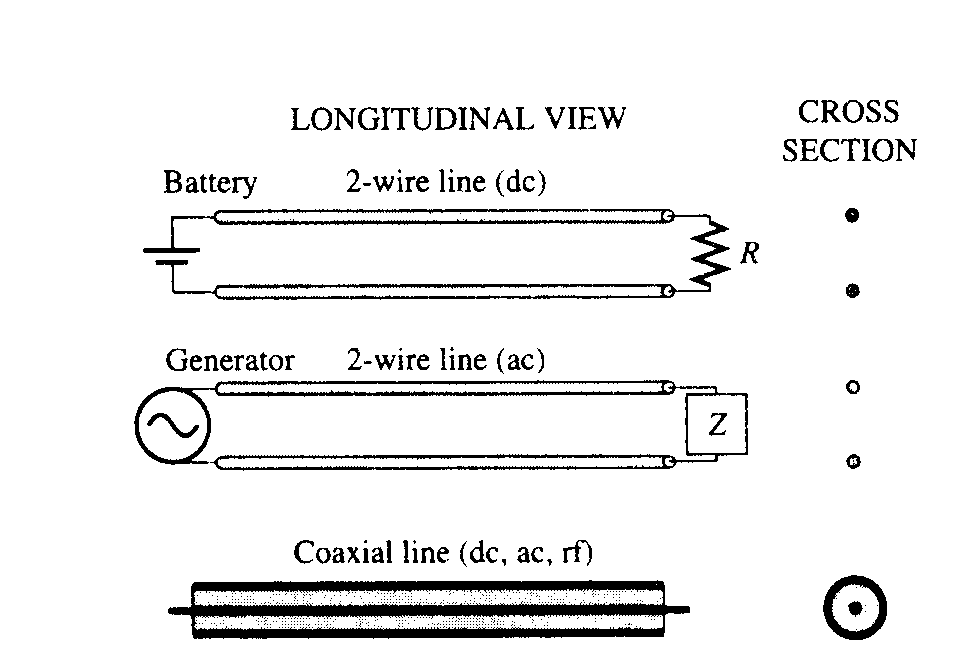 LONGITUDINAL VIEW
CROSS
SECTION
Battery
2-wire line (dc)
R
Generator
2-wire line (ac)
Z
Coaxial line (dc, ac, rf)